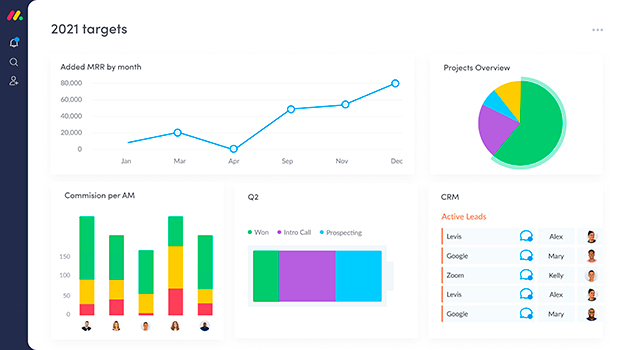 2021 targets
Added MRR by month
80,000
60,000
40,000
20,000
0
Jan Mar Apr Sep Nov Dec
Projects Overview
Commision per AM
150
100
50
0
Q2
Won Intro Call Prospecting
CRM
Active Leads
Levis Alex
Google Mary
Zoom Kelly
Levis Alex
Google Mary